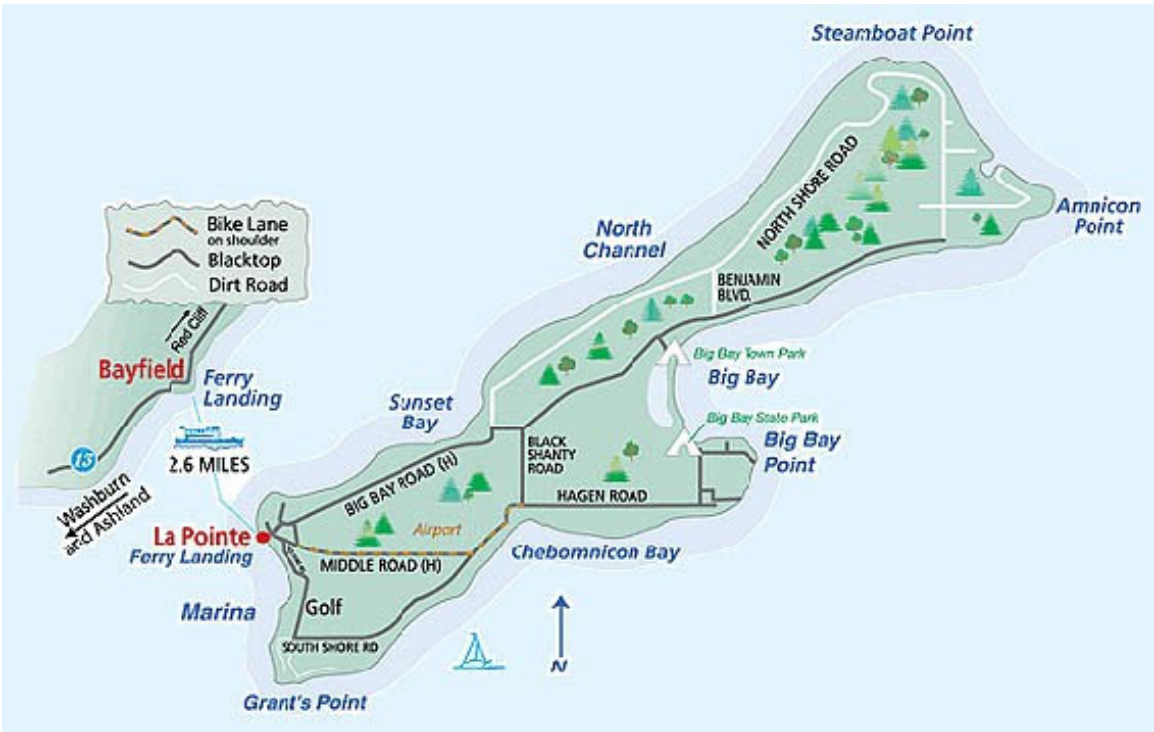 Steamboat Point
Bike Lane
on shoulder
Blacktop
Dirt Road
North
Channel
NORTH SHORE ROAD
Amnicon
Point
BENJAMIN
BLVD.
Red Cliff
Bayfield
Ferry
Landing
Big Bay Town Park
Big Bay
Sunset
Bay
Big Bay State Park
Big Bay
Point
13
2.6 MILES
BLACK
SHANTY
ROAD
BIG BAY ROAD (H)
HAGEN ROAD
Washburn
and Ashland
Airport
La Pointe
Ferry Landing
Chebomnicon Bay
MIDDLE ROAD (H)
Marina
Golf
SOUTH SHORE RD
N
Grant's Point